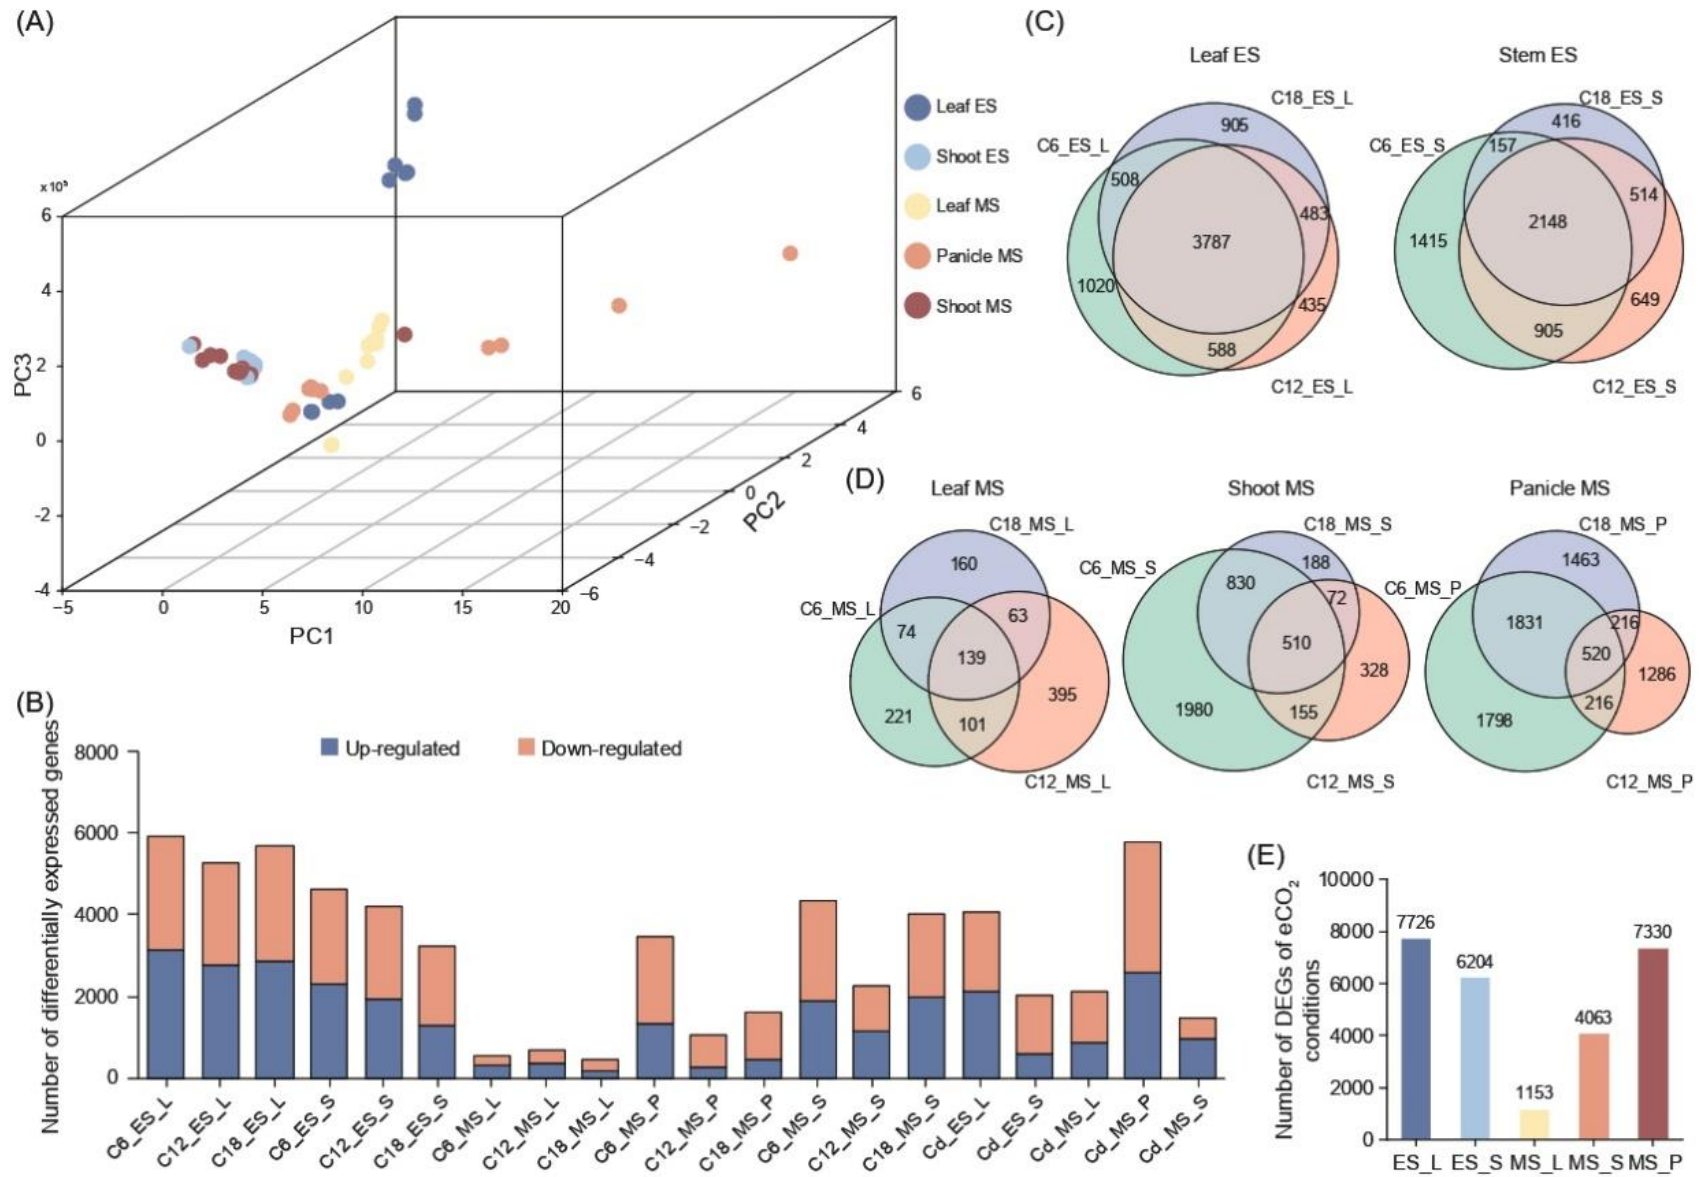 (A)
x10⁵
6
4
2
0
-2
-4
PC3
-5
0
5
10
15
20
PC1
-6
-4
-2
0
2
4
6
PC2
Leaf ES
Shoot ES
Leaf MS
Panicle MS
Shoot MS
(C)
Leaf ES
C18_ES_L
C6_ES_L
905
508
483
3787
1020
435
588
C12_ES_L
Stem ES
C18_ES_S
C6_ES_S
416
157
514
1415
2148
649
905
C12_ES_S
(D)
Leaf MS
C18_MS_L
160
C6_MS_L
74
63
139
221
101
395
C12_MS_L
Shoot MS
C18_MS_S
C6_MS_S
830
188
72
510
328
1980
155
C12_MS_S
Panicle MS
C18_MS_P
C6_MS_P
1463
1831
216
520
1286
216
1798
C12_MS_P
(B)
Number of differentially expressed genes
Up-regulated
Down-regulated
8000
6000
4000
2000
0
C6_ES_L
C12_ES_L
C18_ES_L
C6_ES_S
C12_ES_S
C18_ES_S
C6_MS_L
C12_MS_L
C18_MS_L
C6_MS_P
C12_MS_P
C18_MS_P
C6_MS_S
C12_MS_S
C18_MS_S
Cd_ES_L
Cd_ES_S
Cd_MS_L
Cd_MS_P
Cd_MS_S
(E)
Number of DEGs of eCO₂
conditions
10000
8000
6000
4000
2000
0
7726
6204
1153
4063
7330
ES_L
ES_S
MS_L
MS_S
MS_P